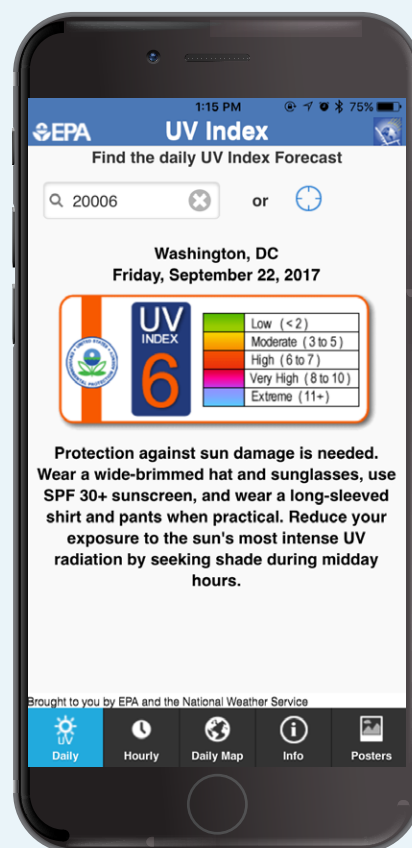 1:15 PM 75%
EPA UV Index
Find the daily UV Index Forecast
20006 or
Washington, DC
Friday, September 22, 2017
UV
INDEX
6
Low (<2)
Moderate (3 to 5)
High (6 to 7)
Very High (8 to 10)
Extreme (11+)
Protection against sun damage is needed.
Wear a wide-brimmed hat and sunglasses, use
SPF 30+ sunscreen, and wear a long-sleeved
shirt and pants when practical. Reduce your
exposure to the sun's most intense UV
radiation by seeking shade during midday
hours.
Brought to you by EPA and the National Weather Service
UV
Daily Hourly Daily Map Info Posters